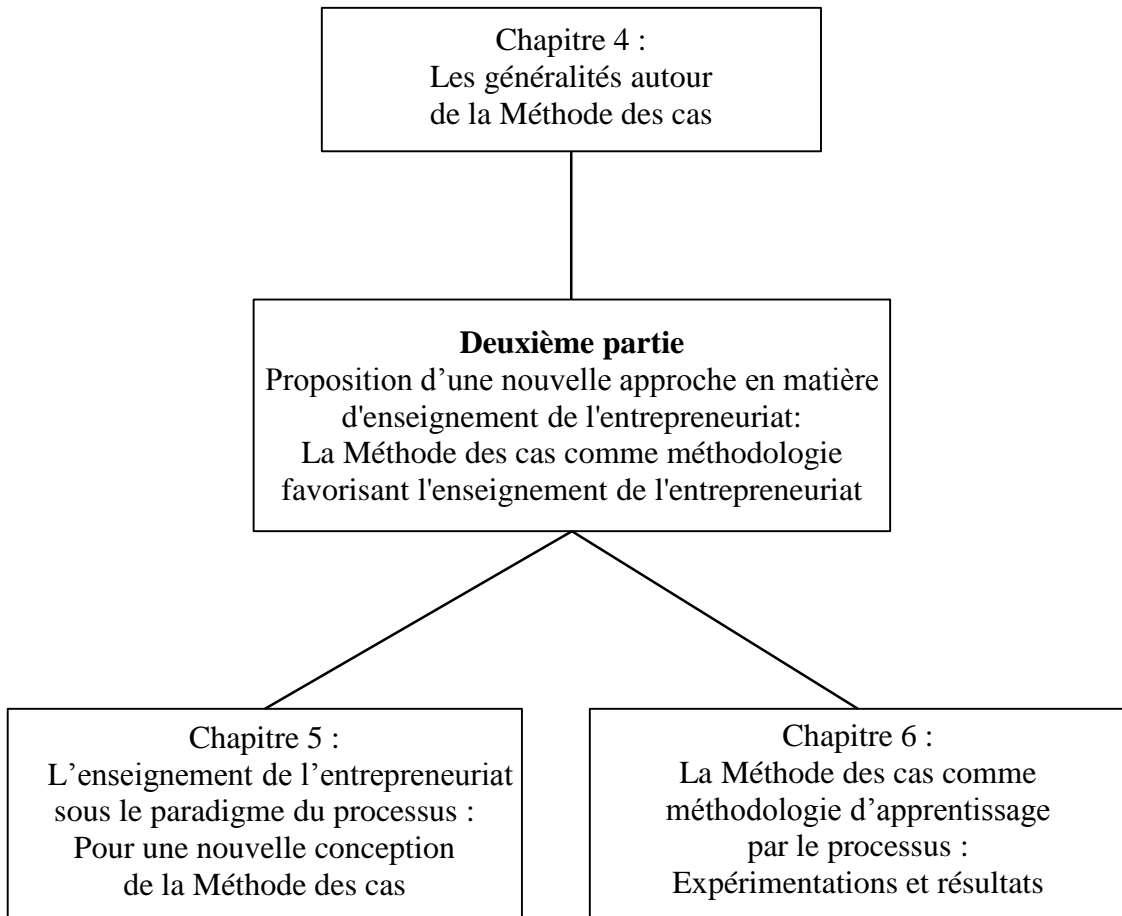 Chapitre 4 :
Les généralités autour
de la Méthode des cas
Deuxième partie
Proposition d’une nouvelle approche en matière
d'enseignement de l'entrepreneuriat:
La Méthode des cas comme méthodologie
favorisant l'enseignement de l'entrepreneuriat
Chapitre 5 :
L’enseignement de l’entrepreneuriat
sous le paradigme du processus :
Pour une nouvelle conception
de la Méthode des cas
Chapitre 6 :
La Méthode des cas comme
méthodologie d’apprentissage
par le processus :
Expérimentations et résultats